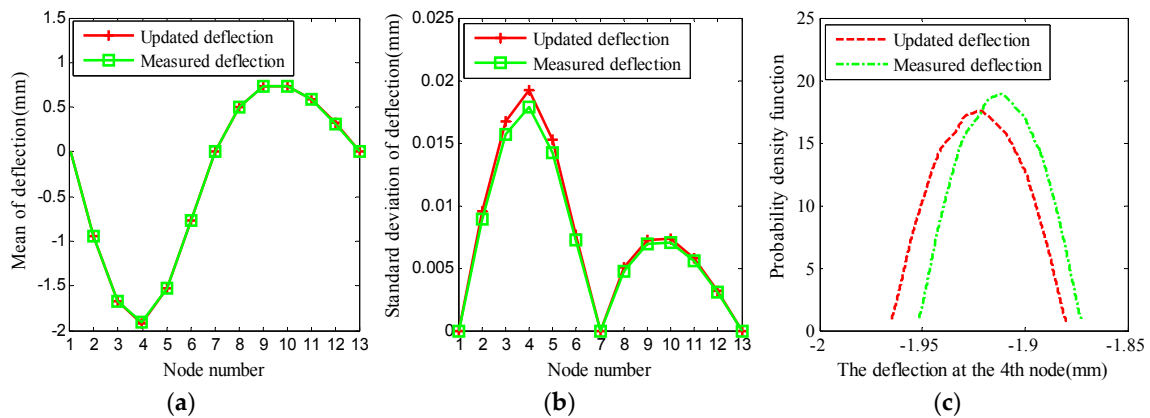 1.5
1
0.5
0
-0.5
-1
-1.5
-2
Mean of deflection(mm)
Updated deflection
Measured deflection
1 2 3 4 5 6 7 8 9 10 11 12 13
Node number
(a)
0.025
0.02
0.015
0.01
0.005
0
Standard deviation of deflection(mm)
Updated deflection
Measured deflection
1 2 3 4 5 6 7 8 9 10 11 12 13
Node number
(b)
25
20
15
10
5
0
Probability density function
Updated deflection
Measured deflection
-2 -1.95 -1.9 -1.85
The deflection at the 4th node(mm)
(c)